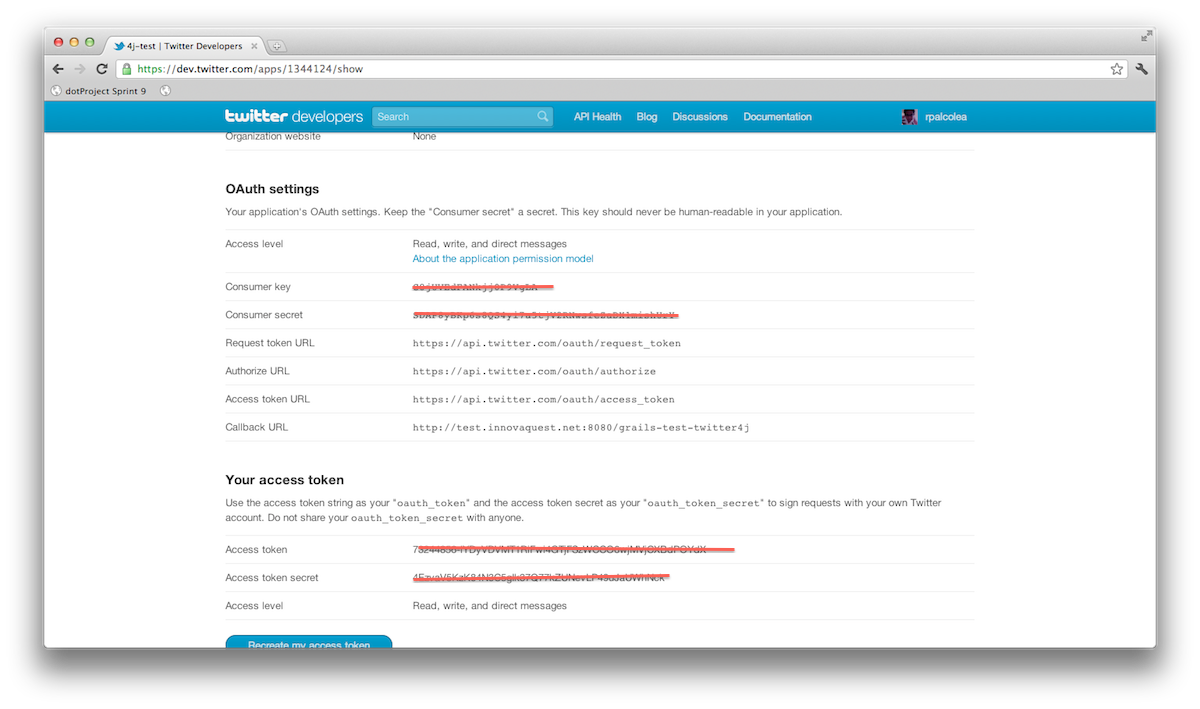 4j-test | Twitter Developers
https://dev.twitter.com/apps/1344124/show
dotProject Sprint 9
twitter developers Search API Health Blog Discussions Documentation rpalcolea
Organization website None
OAuth settings
Your application's OAuth settings. Keep the "Consumer secret" a secret. This key should never be human-readable in your application.
Access level Read, write, and direct messages
About the application permission model
Consumer key
Consumer secret
Request token URL https://api.twitter.com/oauth/request_token
Authorize URL https://api.twitter.com/oauth/authorize
Access token URL https://api.twitter.com/oauth/access_token
Callback URL http://test.innovaquest.net:8080/grails-test-twitter4j
Your access token
Use the access token string as your "oauth_token" and the access token secret as your "oauth_token_secret" to sign requests with your own Twitter
account. Do not share your oauth_token_secret with anyone.
Access token
Access token secret
Access level Read, write, and direct messages
Recreate my access token